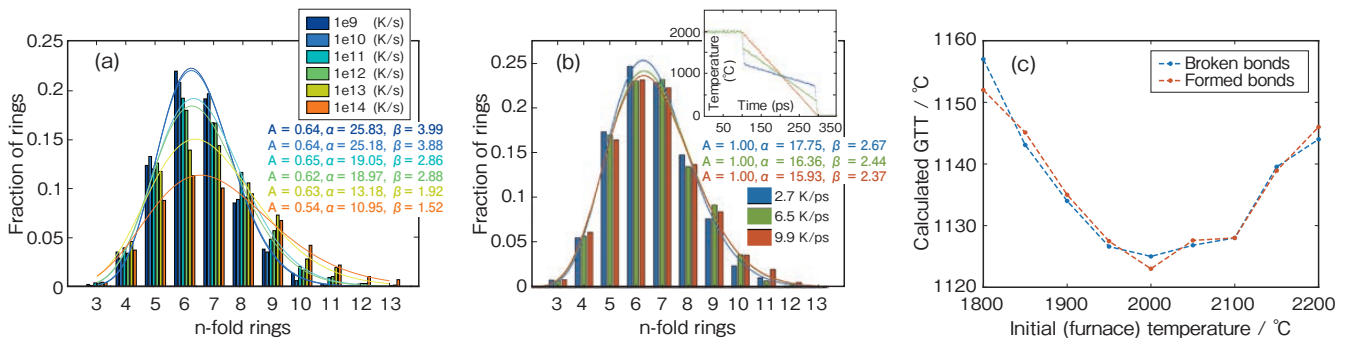 1e9 (K/s)
1e10 (K/s)
1e11 (K/s)
1e12 (K/s)
1e13 (K/s)
1e14 (K/s)
(a)
0.25
0.2
0.15
0.1
0.05
0
Fraction of rings
A = 0.64, α = 25.83, β = 3.99
A = 0.64, α = 25.18, β = 3.88
A = 0.65, α = 19.05, β = 2.86
A = 0.62, α = 18.97, β = 2.88
A = 0.63, α = 13.18, β = 1.92
A = 0.54, α = 10.95, β = 1.52
3 4 5 6 7 8 9 10 11 12 13
n-fold rings
(b)
0.25
0.2
0.15
0.1
0.05
0.00
Fraction of rings
2000
1000
0
Temperature
(℃)
Time (ps)
50 150 250 350
A = 1.00, α = 17.75, β = 2.67
A = 1.00, α = 16.36, β = 2.44
A = 1.00, α = 15.93, β = 2.37
2.7 K/ps
6.5 K/ps
9.9 K/ps
3 4 5 6 7 8 9 10 11 12 13
n-fold rings
(c)
Broken bonds
Formed bonds
1160
1150
1140
1130
1120
Calculated GTT / ℃
1800 1900 2000 2100 2200
Initial (furnace) temperature / ℃